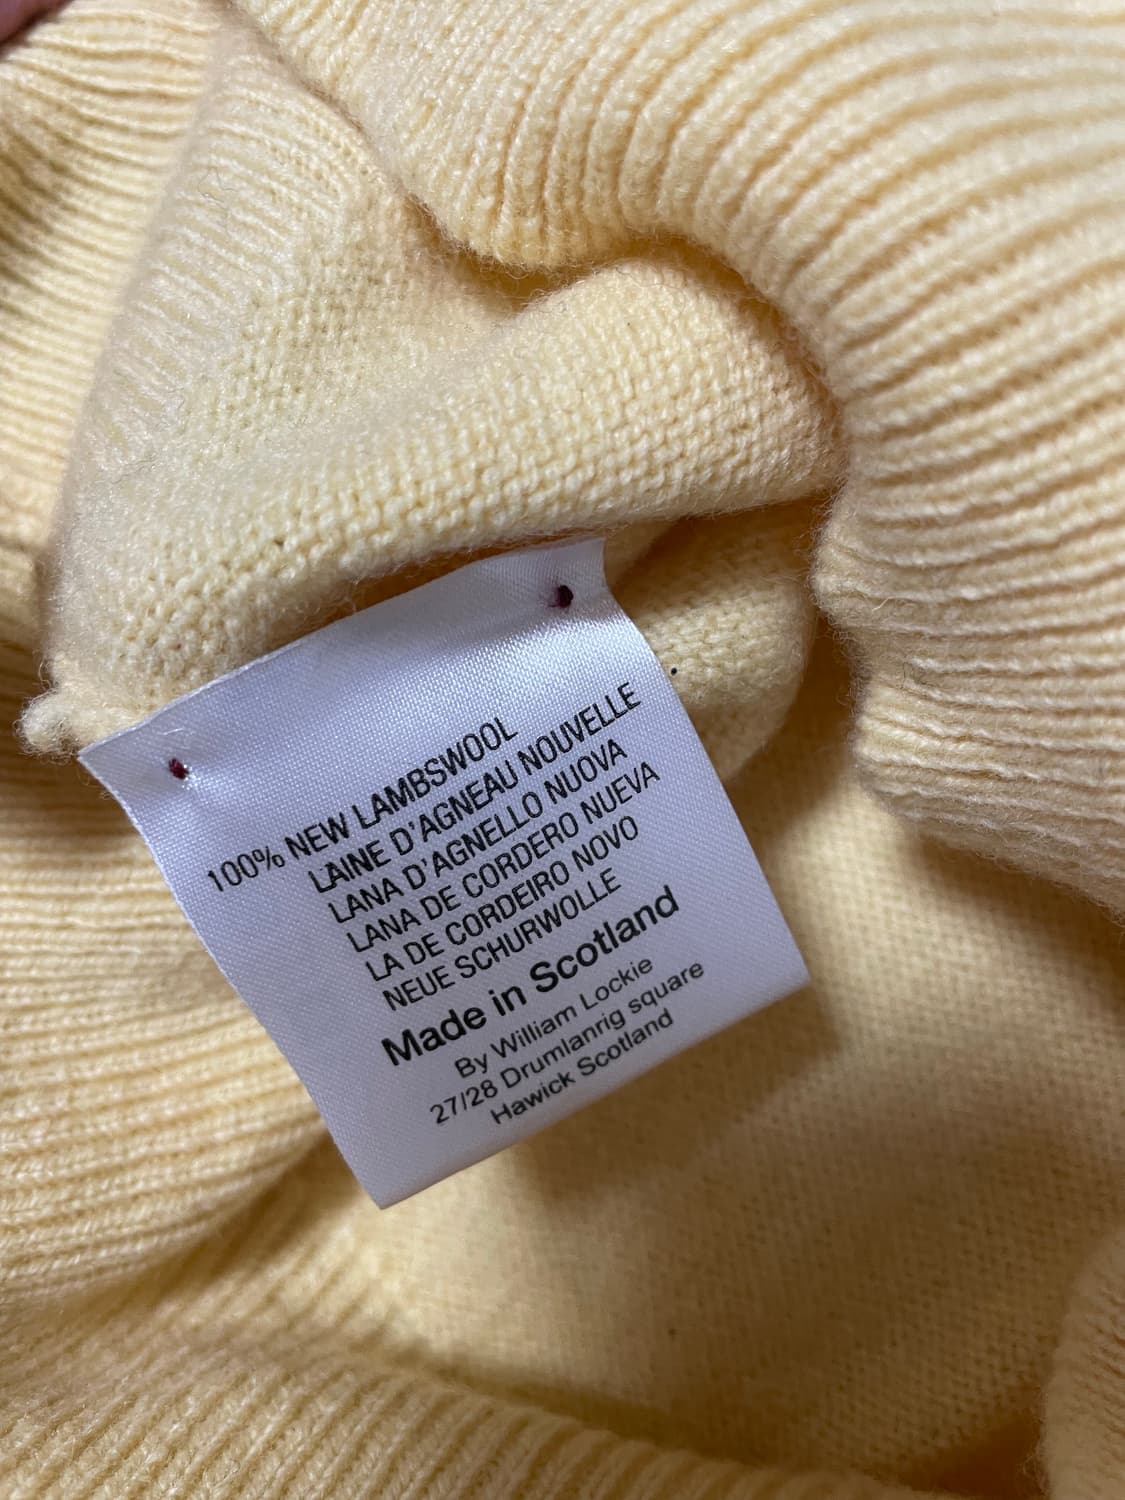 100% NEW LAMBSWOOL
LAINE D'AGNEAU NOUVELLE
LANA D'AGNELLO NUOVA
LANA DE CORDERO NUEVA
LA DE CORDEIRO NOVO
NEUE SCHURWOLLE
Made in Scotland
By William Lockie
27/28 Drumlanrig square
Hawick Scotland